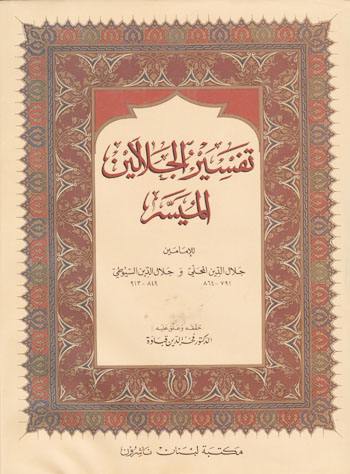 تفسير الجلالين
الميسر
للإمامين
جلال الدين المحلي و جلال الدين السيوطي
٧٩١ - ٨٦٤ ٨٤٩ - ٩١٣
حققه وعلق عليه
الدكتور فخر الدين قباوة
مكتبة لبنان ناشرون